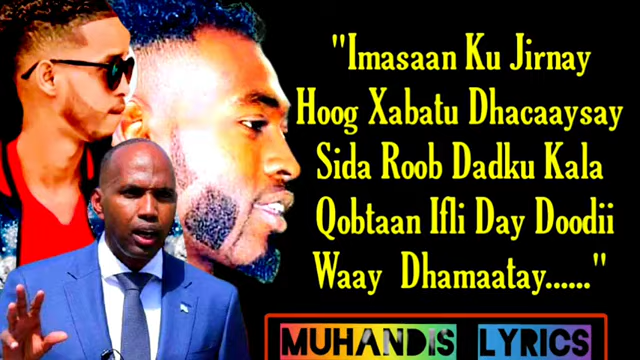 "Imasaan Ku Jirnay
Hoog Xabatu Dhacaaysay
Sida Roob Dadku Kala
Qobtaan Ifli Day Doodii
Waay Dhamaatay......"
MUHANDIS LYRICS